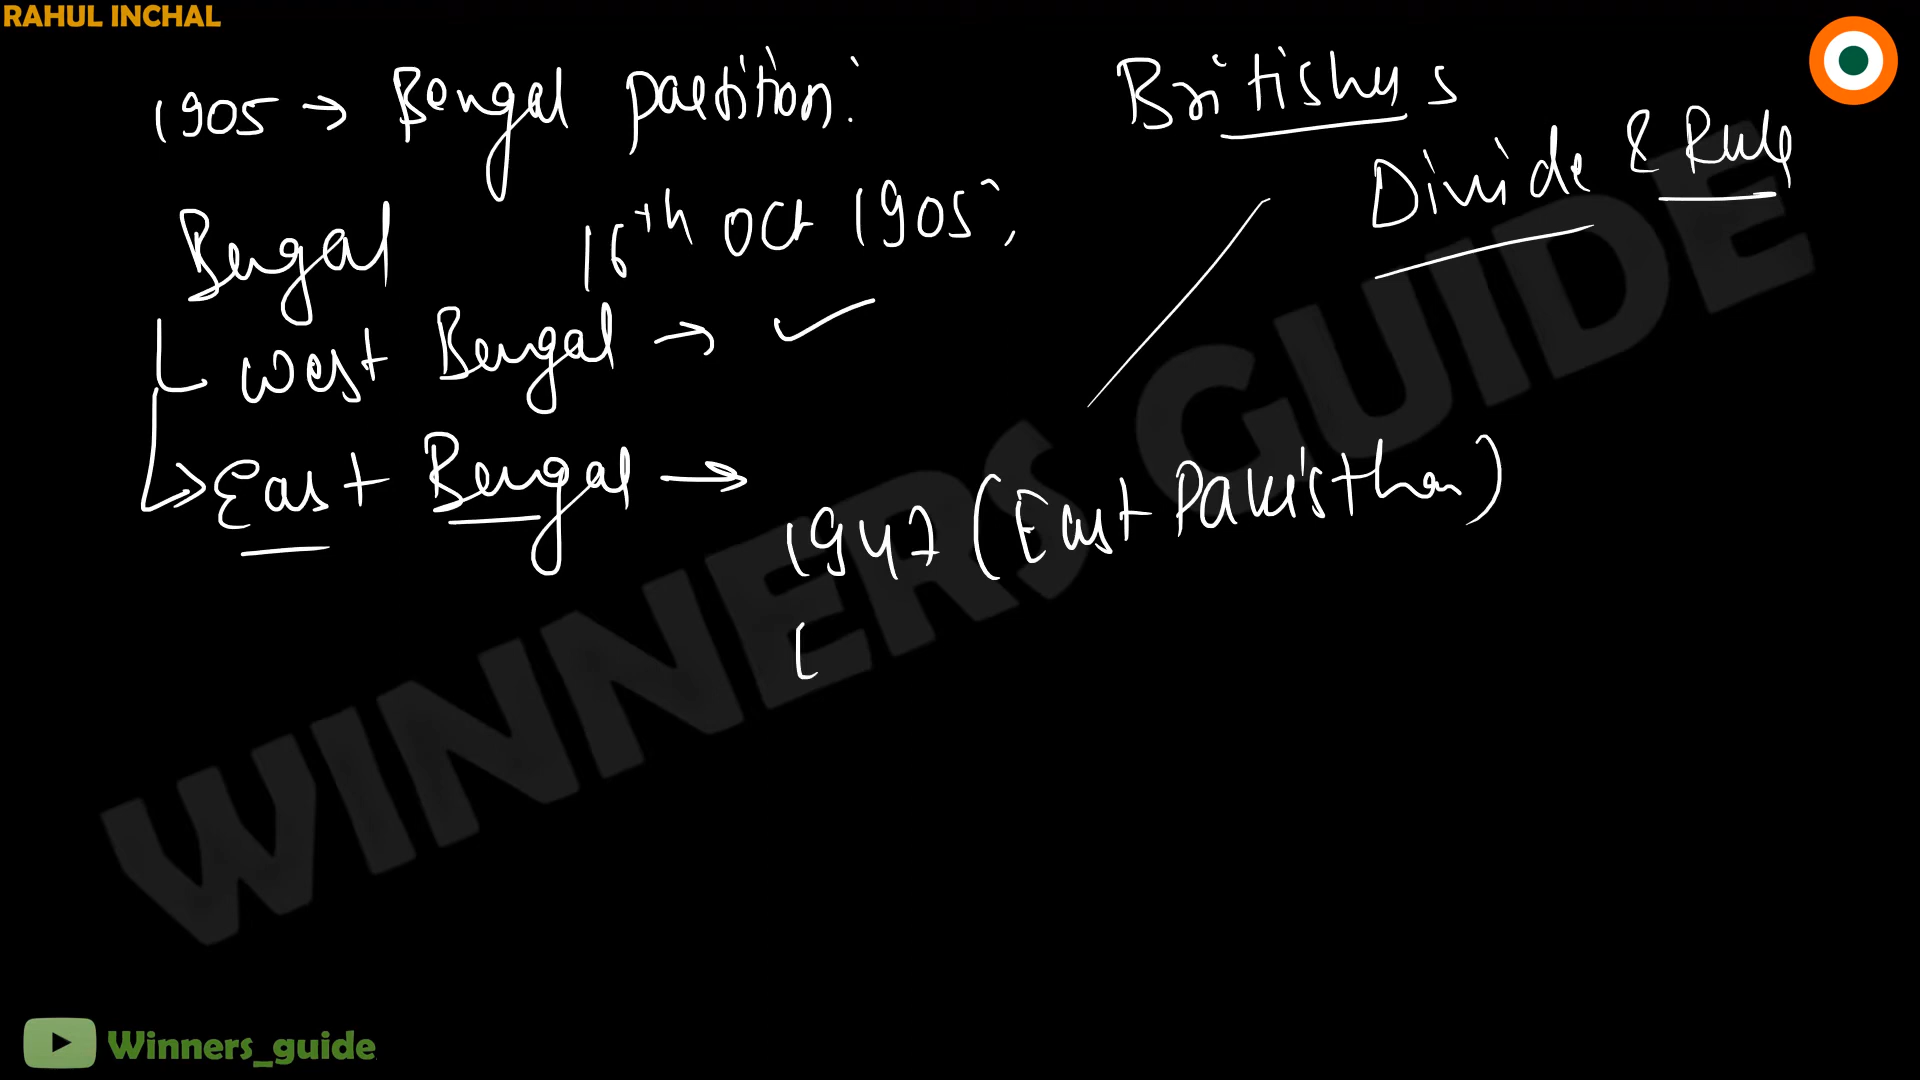 RAHUL INCHAL
1905 → Bengal partition:
Britishers
Divide & Rule
Bengal 16th Oct 1905;
West Bengal → ✓
East Bengal →
1947 (East Pakisthan)
WINNERS GUIDE
Winners_guide